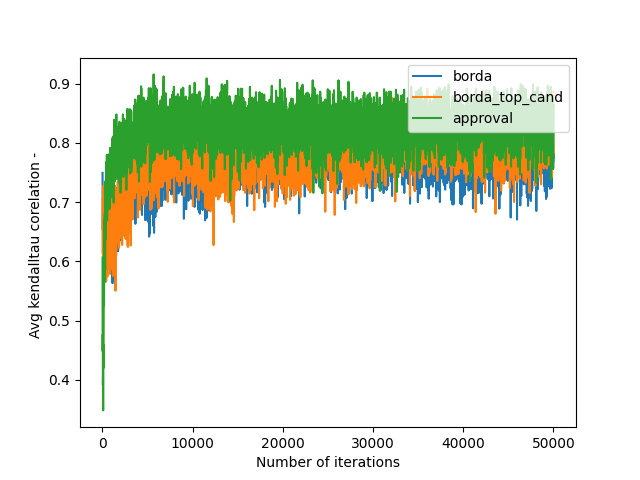 borda
borda_top_cand
approval
0.9
0.8
0.7
0.6
0.5
0.4
Avg kendalltau corelation -
0
10000
20000
30000
40000
50000
Number of iterations